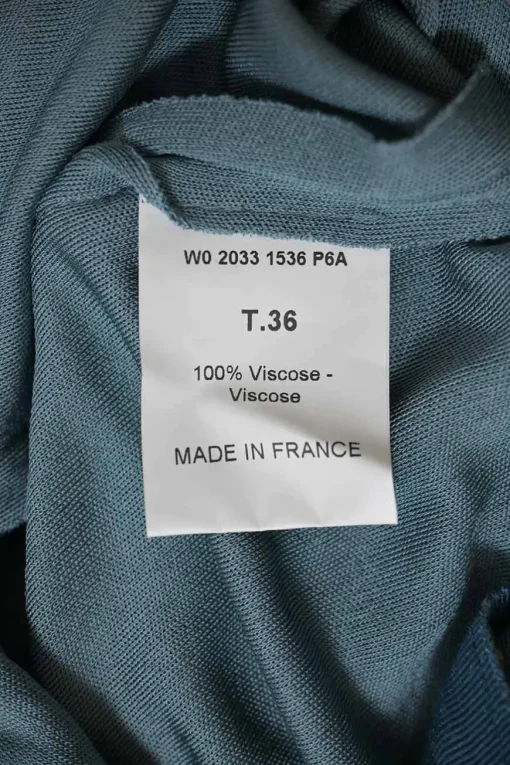 W0 2033 1536 P6A
T.36
100% Viscose -
Viscose
MADE IN FRANCE